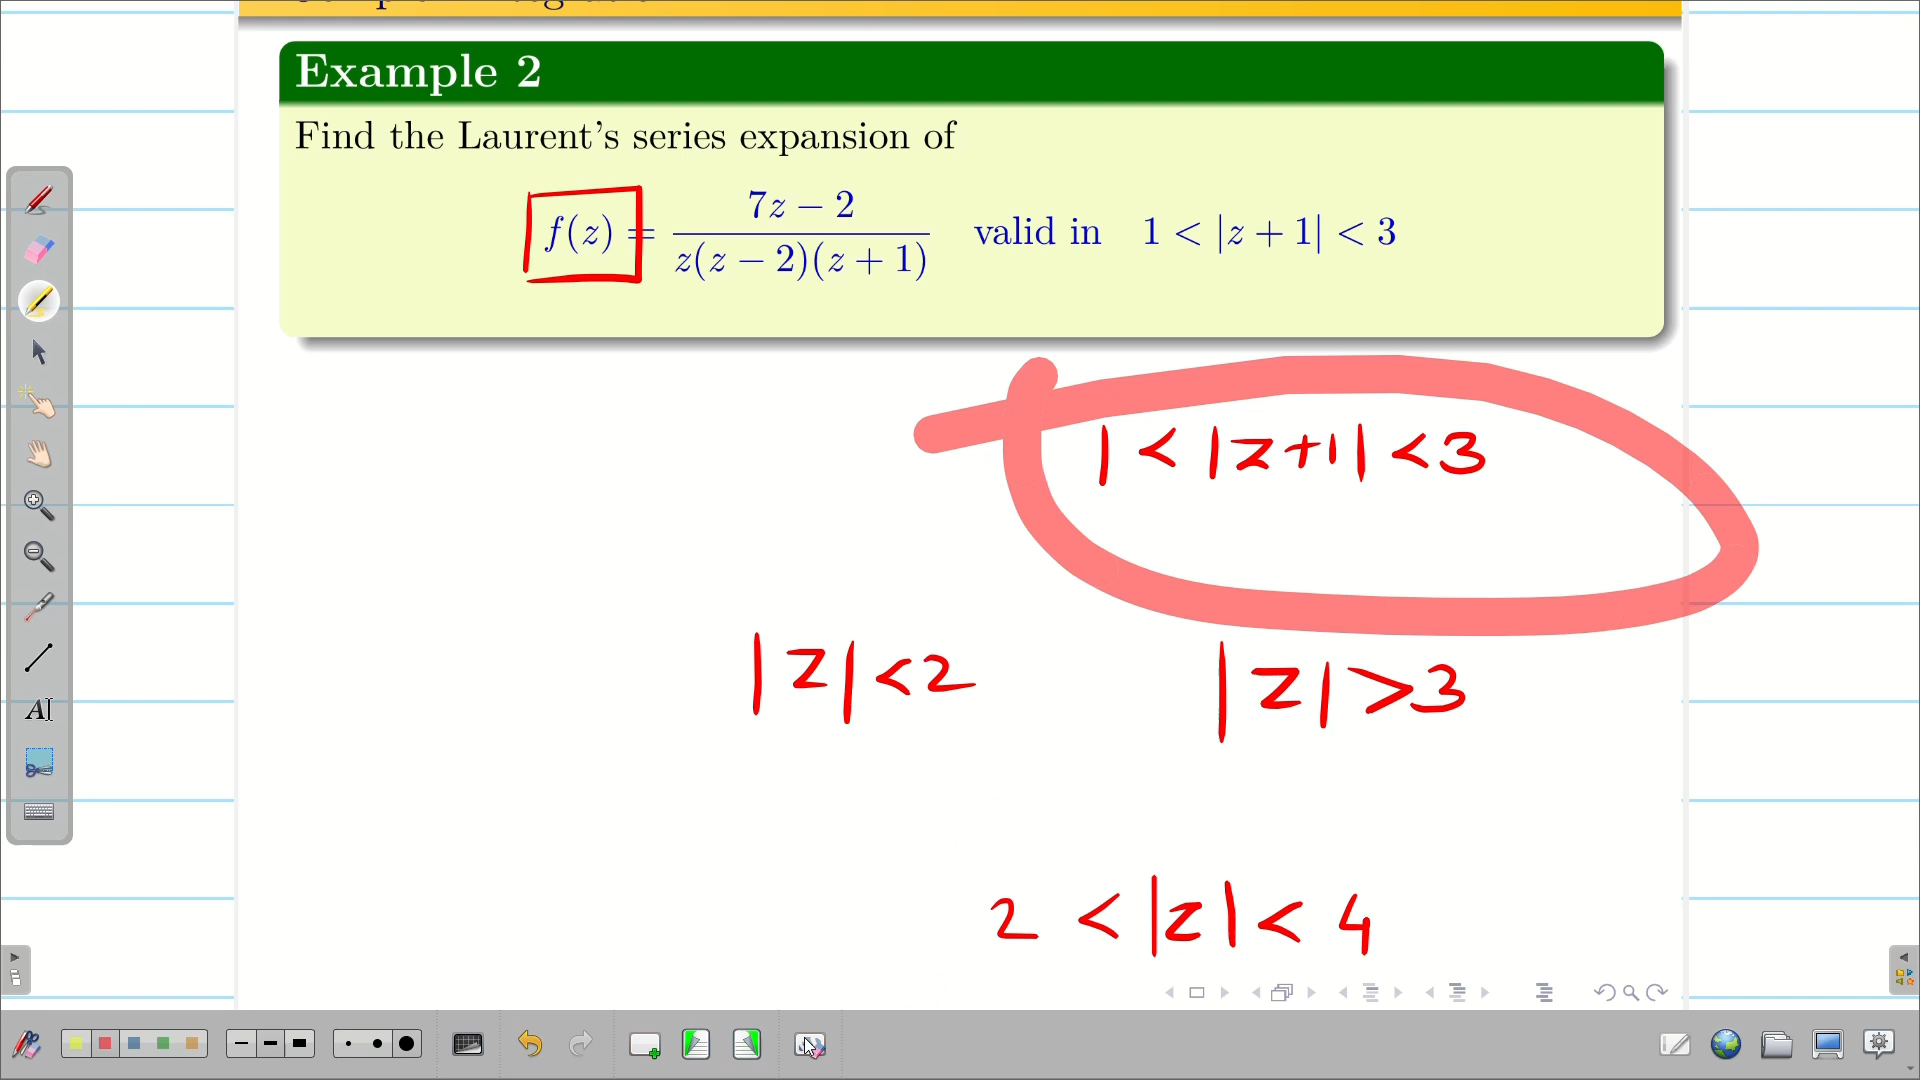 Example 2
Find the Laurent's series expansion of
f(z) = \frac{7z − 2}{z(z − 2)(z + 1)} valid in 1 < |z + 1| < 3
1 < |z+1| < 3
|z| < 2 |z| > 3
2 < |z| < 4